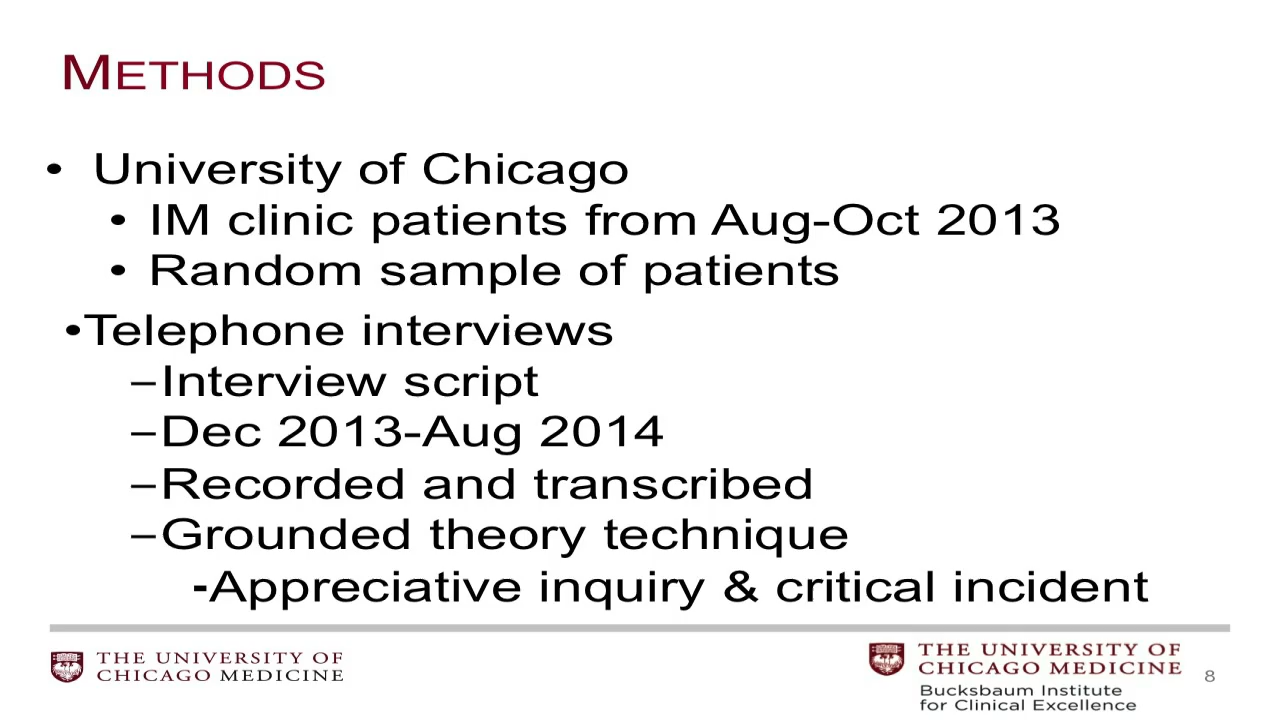 METHODS
• University of Chicago
• IM clinic patients from Aug-Oct 2013
• Random sample of patients
•Telephone interviews
–Interview script
–Dec 2013-Aug 2014
–Recorded and transcribed
–Grounded theory technique
-Appreciative inquiry & critical incident
THE UNIVERSITY OF
CHICAGO MEDICINE
THE UNIVERSITY OF
CHICAGO MEDICINE
Bucksbaum Institute
for Clinical Excellence
8